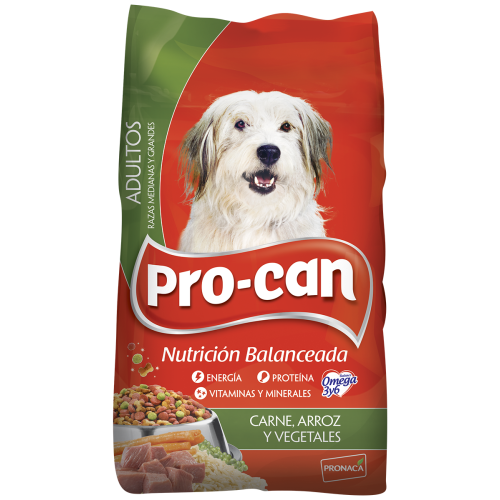 ADULTOS
RAZAS MEDIANAS Y GRANDES
PRO-can
Nutrición Balanceada
ENERGÍA
PROTEÍNA
VITAMINAS Y MINERALES
Omega
3y6
CARNE, ARROZ
Y VEGETALES
PRONACA